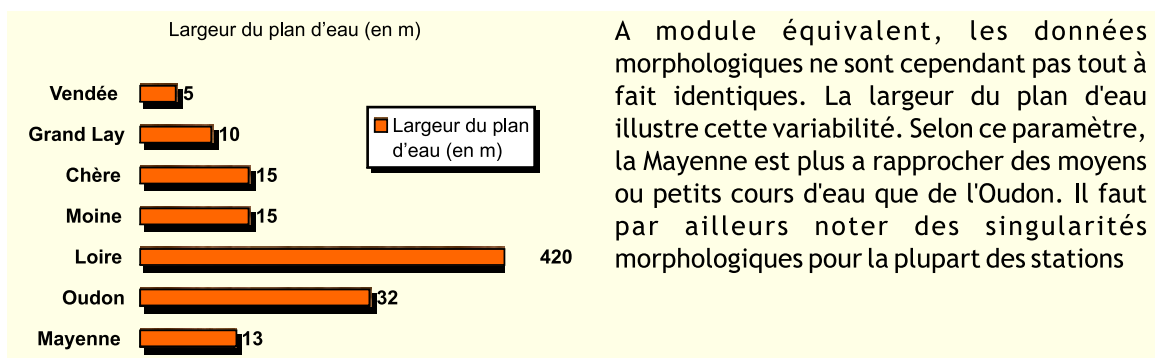 Largeur du plan d'eau (en m)
Vendée 5
Grand Lay 10
Chère 15
Moine 15
Loire 420
Oudon 32
Mayenne 13
Largeur du plan
d'eau (en m)
A module équivalent, les données
morphologiques ne sont cependant pas tout à
fait identiques. La largeur du plan d'eau
illustre cette variabilité. Selon ce paramètre,
la Mayenne est plus a rapprocher des moyens
ou petits cours d'eau que de l'Oudon. Il faut
par ailleurs noter des singularités
morphologiques pour la plupart des stations